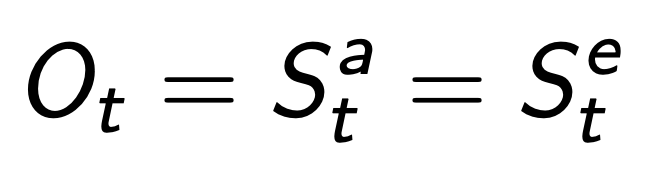 O_t = S_t^a = S_t^e